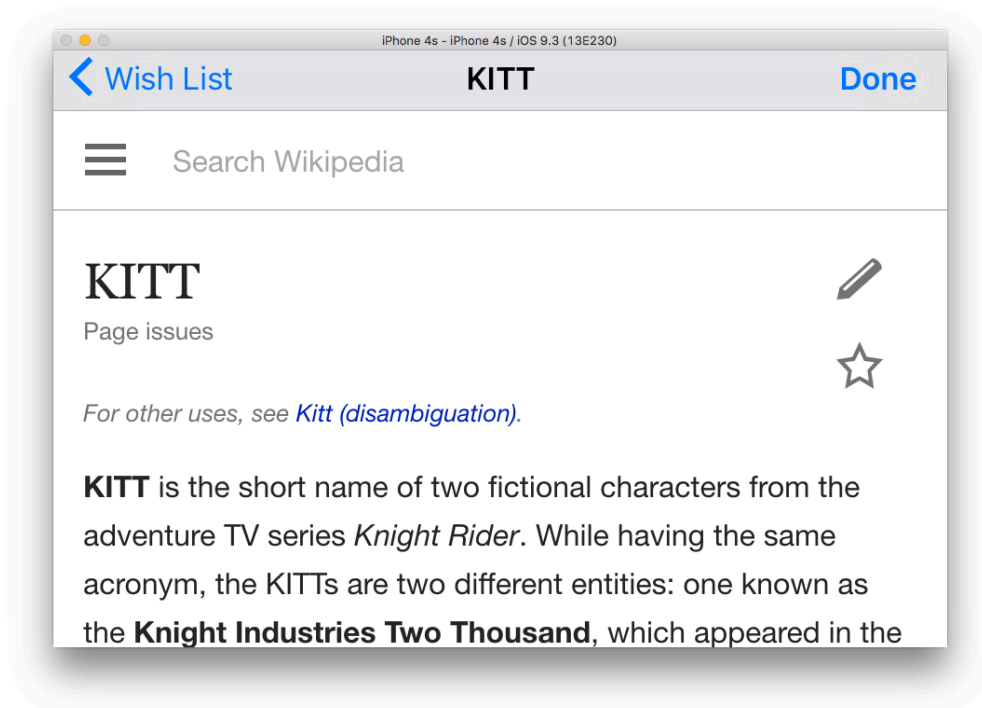 iPhone 4s - iPhone 4s / iOS 9.3 (13E230)
Wish List KITT Done
Search Wikipedia
KITT
Page issues
For other uses, see Kitt (disambiguation).
KITT is the short name of two fictional characters from the
adventure TV series Knight Rider. While having the same
acronym, the KITTs are two different entities: one known as
the Knight Industries Two Thousand, which appeared in the